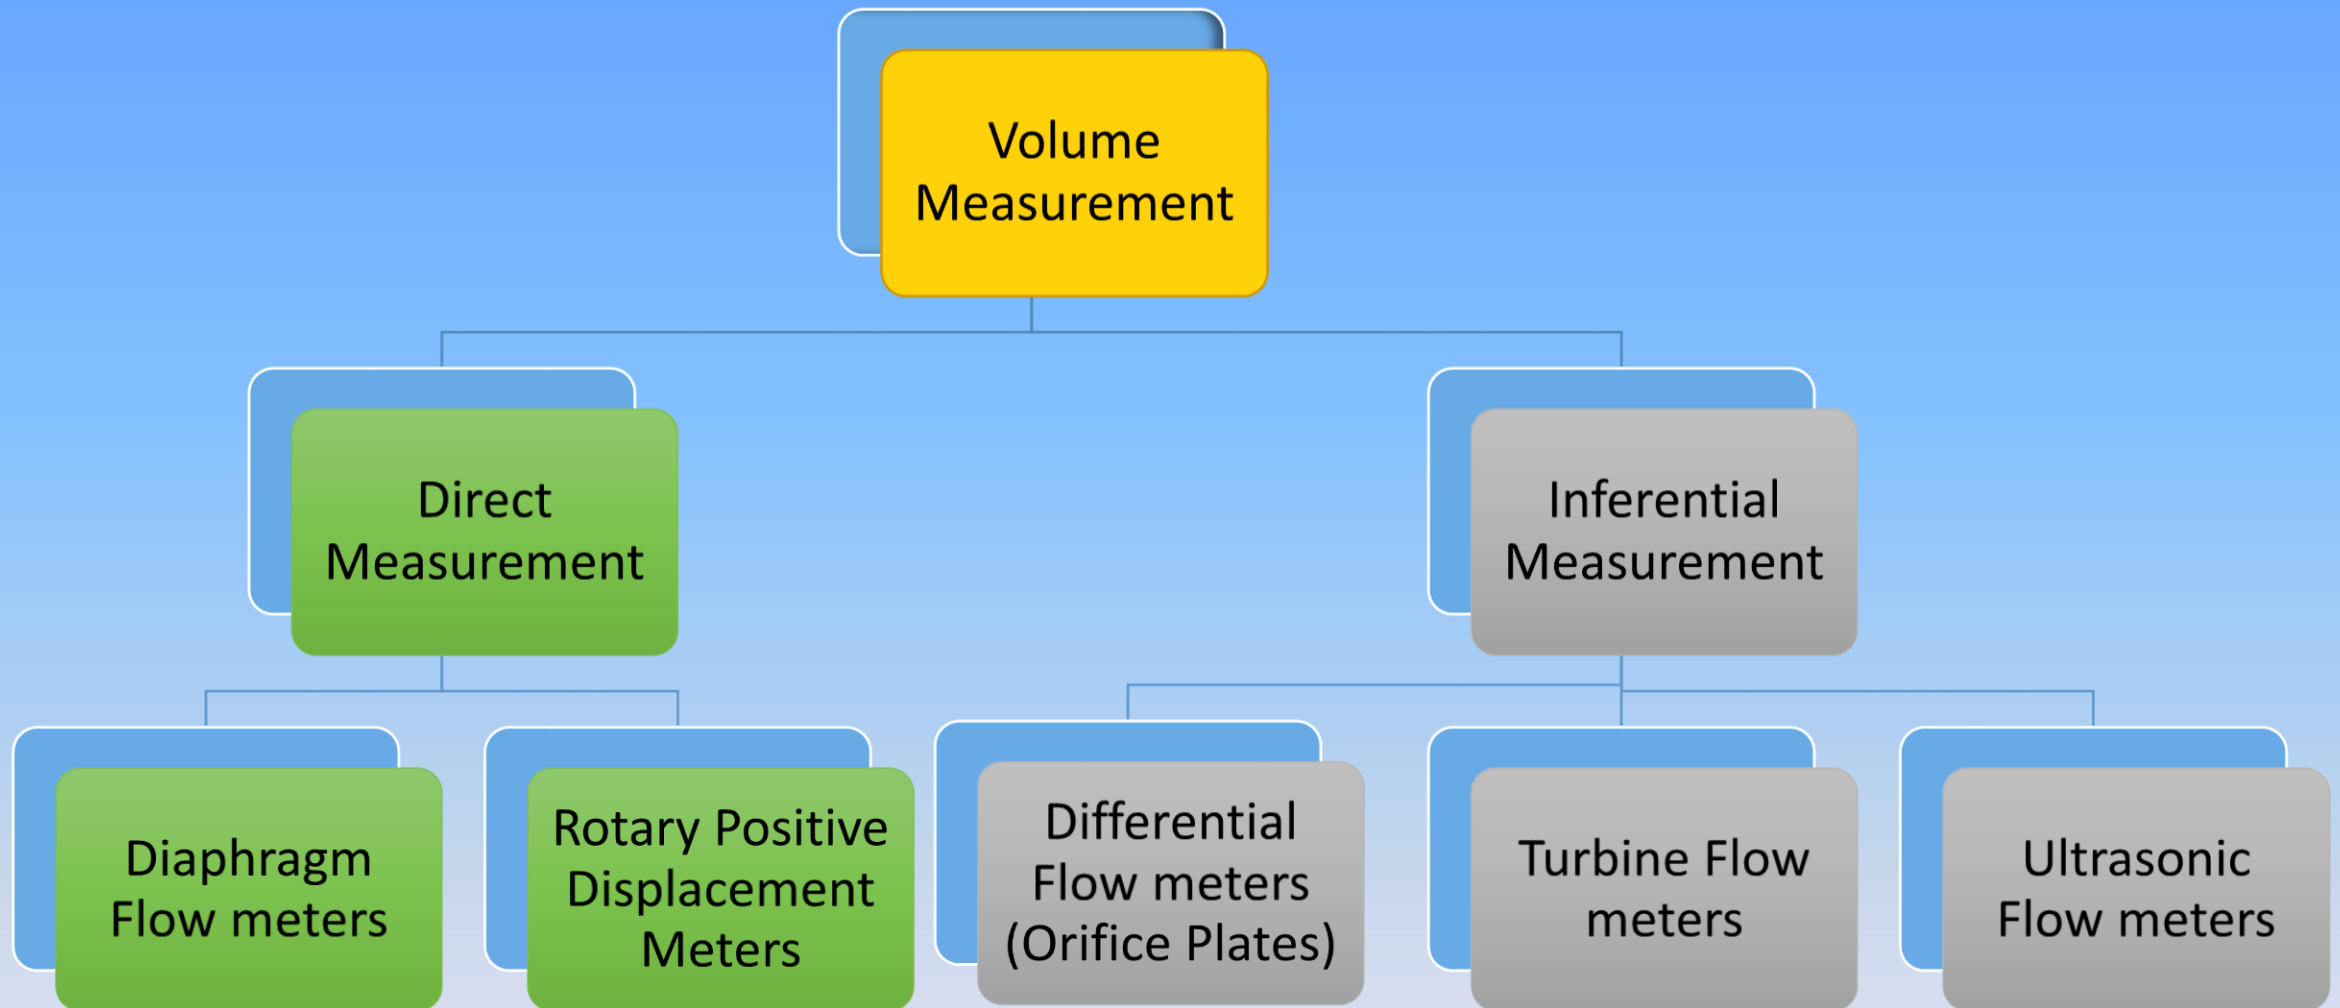 Volume
Measurement
Direct
Measurement
Inferential
Measurement
Diaphragm
Flow meters
Rotary Positive
Displacement
Meters
Differential
Flow meters
(Orifice Plates)
Turbine Flow
meters
Ultrasonic
Flow meters